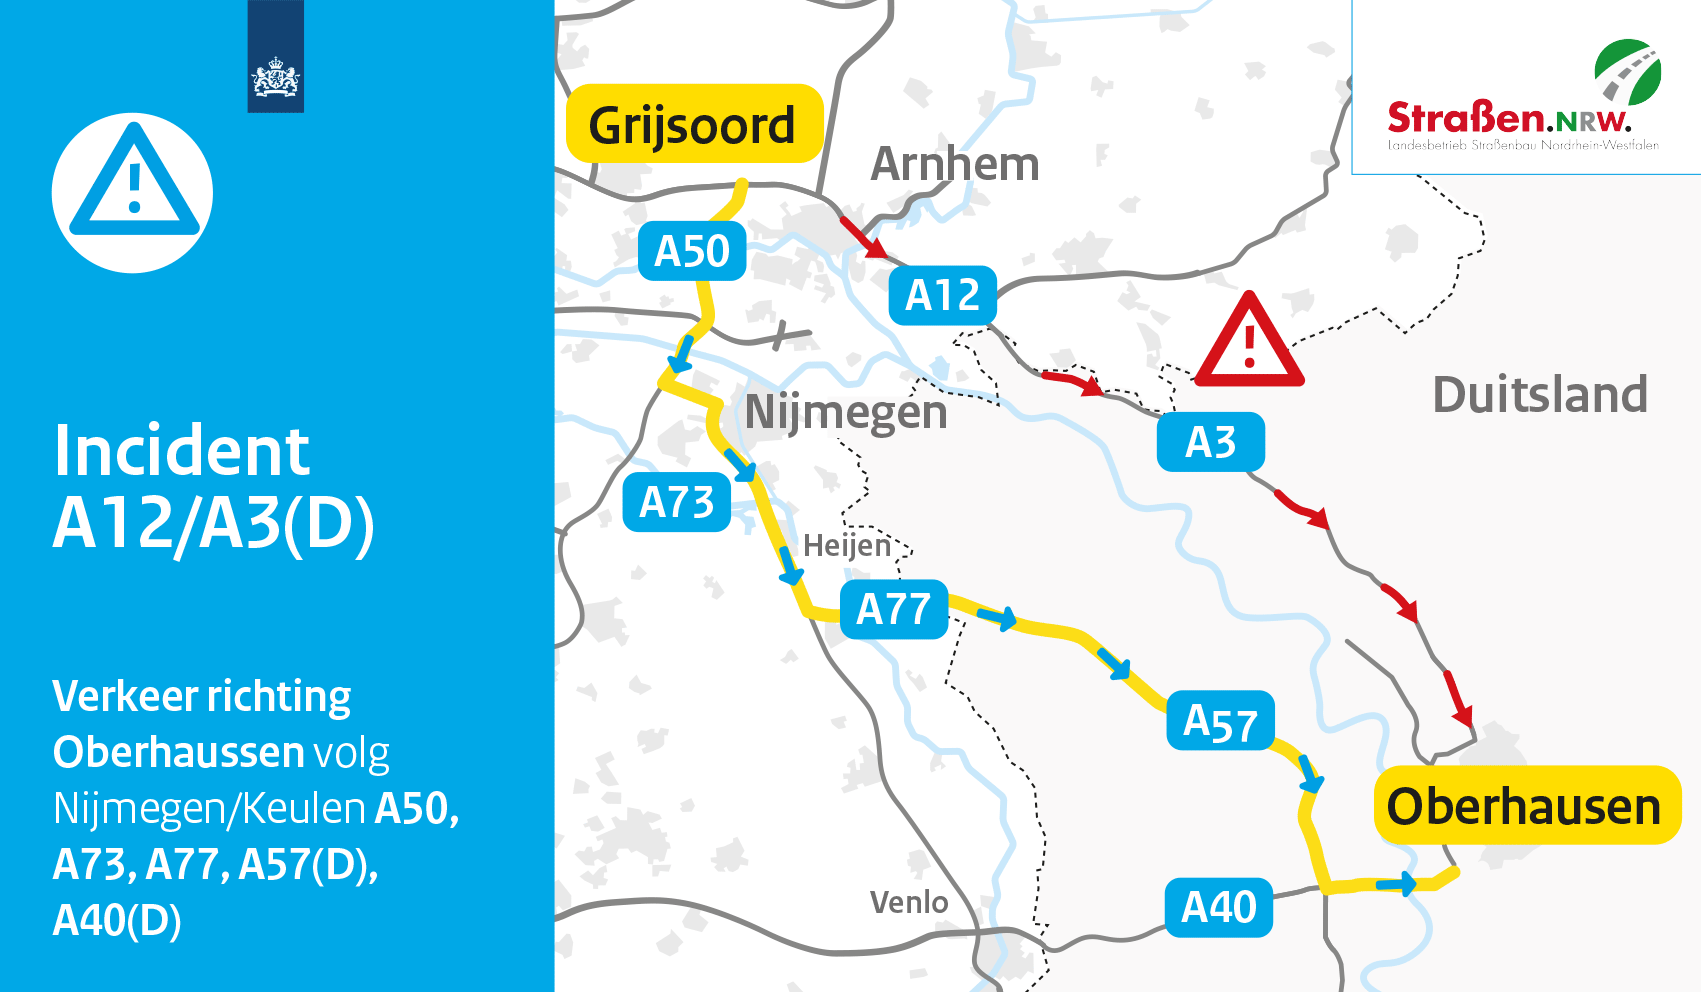 Incident
A12/A3(D)
Verkeer richting
Oberhaussen volg
Nijmegen/Keulen A50,
A73, A77, A57(D),
A40(D)
Straßen.NRW.
Landesbetrieb Straßenbau Nordrhein-Westfalen
Grijsoord
Arnhem
A50
A12
Duitsland
Nijmegen
A3
A73
Heijen
A77
A57
Oberhausen
Venlo
A40